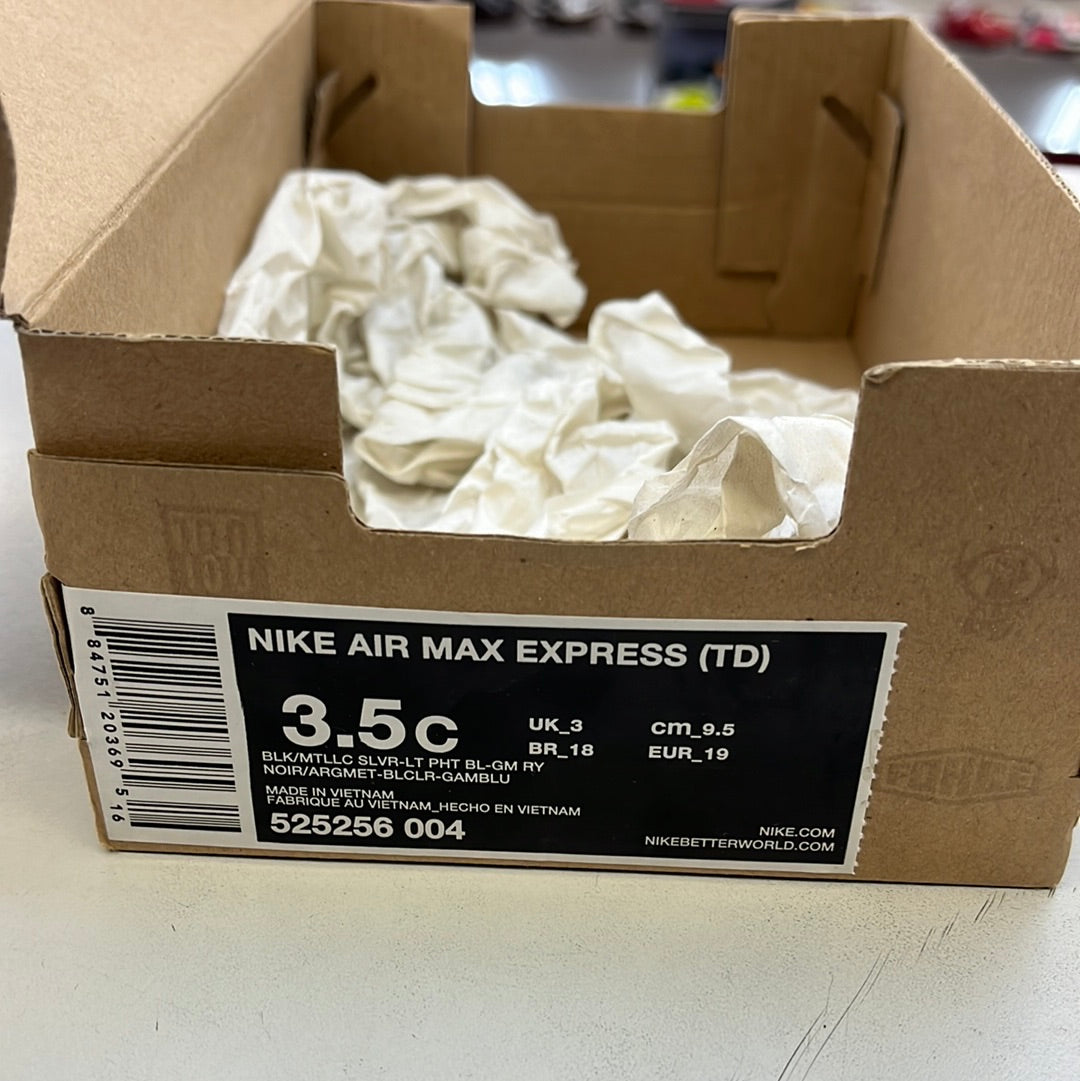 NIKE AIR MAX EXPRESS (TD)
3.5C
UK_3
cm_9.5
BR_18
EUR_19
BLK/MTLLC SLVR-LT PHT BL-GM RY
NOIR/ARGMET-BLCLR-GAMBLU
MADE IN VIETNAM
FABRIQUE AU VIETNAM_HECHO EN VIETNAM
525256 004
NIKE.COM
NIKEBETTERWORLD.COM
8 84751 20369 516